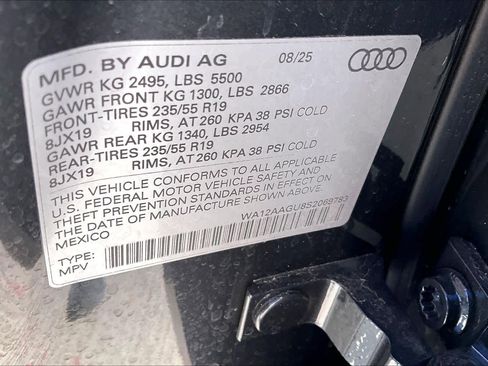 MFD. BY AUDI AG 08/25
GVWR KG 2495, LBS 5500
GAWR FRONT KG 1300, LBS 2866
FRONT-TIRES 235/55 R19
8JX19 RIMS, AT 260 KPA 38 PSI COLD
GAWR REAR KG 1340, LBS 2954
REAR-TIRES 235/55 R19
8JX19 RIMS, AT 260 KPA 38 PSI COLD
THIS VEHICLE CONFORMS TO ALL APPLICABLE
U.S. FEDERAL MOTOR VEHICLE SAFETY AND
THEFT PREVENTION STANDARDS IN EFFECT ON
THE DATE OF MANUFACTURE SHOWN ABOVE.
MEXICO
WA12AAGU8S2069783
TYPE:
MPV